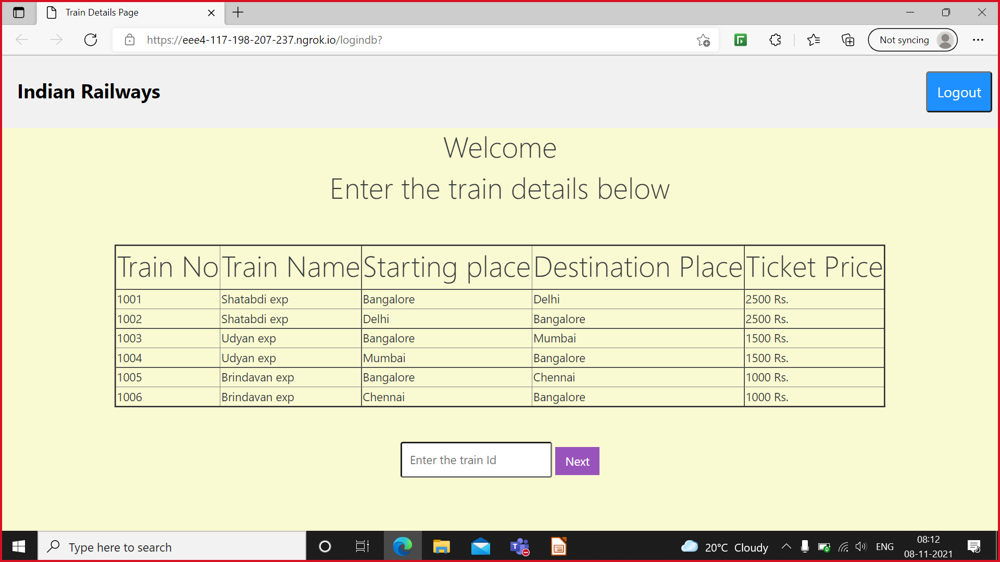 Train Details Page
https://eee4-117-198-207-237.ngrok.io/logindb?
Not syncing
Indian Railways
Logout
Welcome
Enter the train details below
Train No Train Name Starting place Destination Place Ticket Price
1001 Shatabdi exp Bangalore Delhi 2500 Rs.
1002 Shatabdi exp Delhi Bangalore 2500 Rs.
1003 Udyan exp Bangalore Mumbai 1500 Rs.
1004 Udyan exp Mumbai Bangalore 1500 Rs.
1005 Brindavan exp Bangalore Chennai 1000 Rs.
1006 Brindavan exp Chennai Bangalore 1000 Rs.
Enter the train Id Next
Type here to search
20°C Cloudy
ENG
08:12
08-11-2021